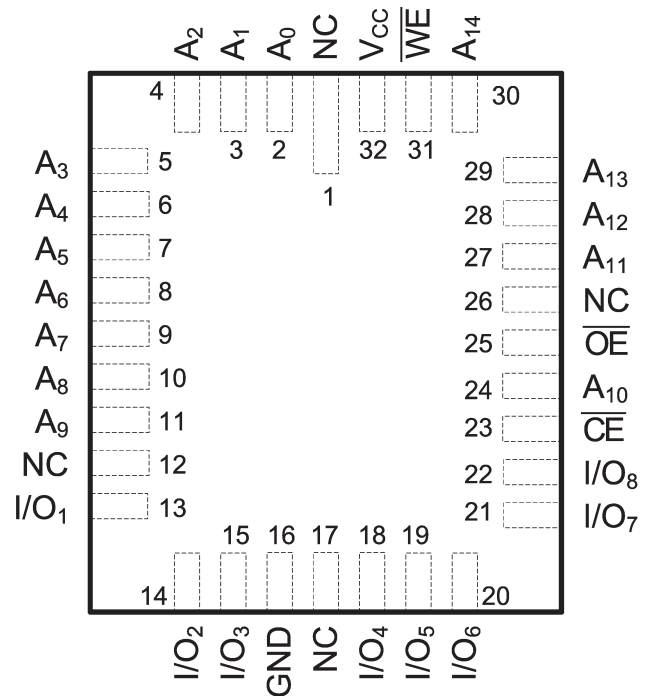 A2 A1 A0 NC VCC W̅E̅ A14
4 30
3 2 32 31
1
A3 5 29 A13
A4 6 28 A12
A5 7 27 A11
A6 8 26 NC
A7 9 25 O̅E̅
A8 10 24 A10
A9 11 23 C̅E̅
NC 12 22 I/O8
I/O1 13 21 I/O7
15 16 17 18 19
14 20
I/O2 I/O3 GND NC I/O4 I/O5 I/O6